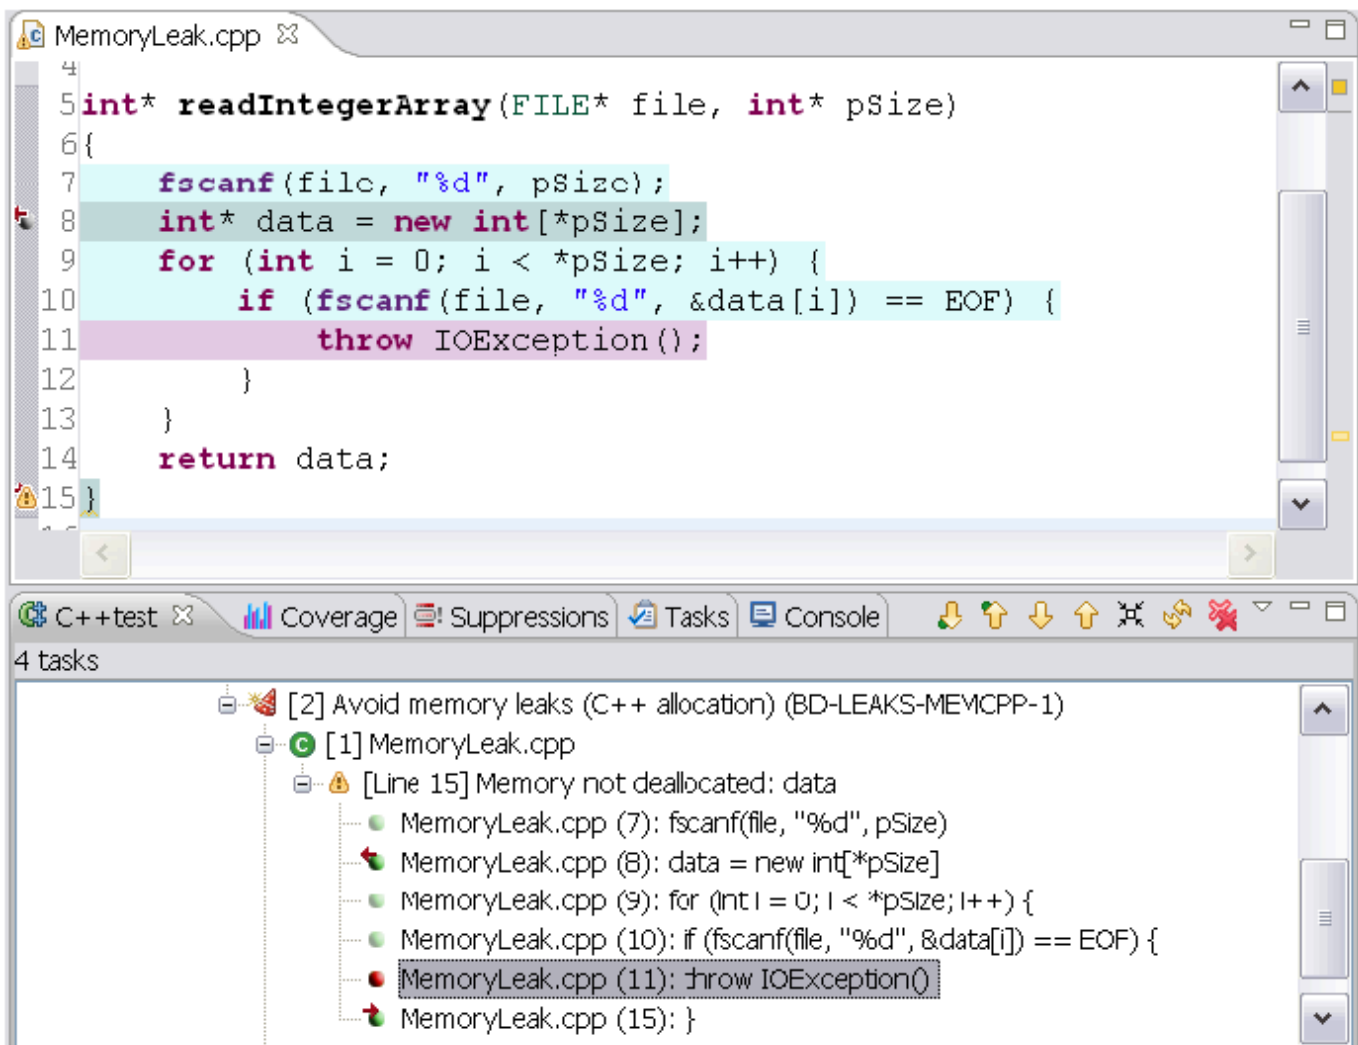 MemoryLeak.cpp
4
5 int* readIntegerArray(FILE* file, int* pSize)
6 {
7 fscanf(file, "%d", pSize);
8 int* data = new int[*pSize];
9 for (int i = 0; i < *pSize; i++) {
10 if (fscanf(file, "%d", &data[i]) == EOF) {
11 throw IOException();
12 }
13 }
14 return data;
15 }
C++test Coverage Suppressions Tasks Console
4 tasks
[2] Avoid memory leaks (C++ allocation) (BD-LEAKS-MEMCPP-1)
[1] MemoryLeak.cpp
[Line 15] Memory not deallocated: data
MemoryLeak.cpp (7): fscanf(file, "%d", pSize)
MemoryLeak.cpp (8): data = new int[*pSize]
MemoryLeak.cpp (9): for (int i = 0; i < *pSize; i++) {
MemoryLeak.cpp (10): if (fscanf(file, "%d", &data[i]) == EOF) {
MemoryLeak.cpp (11): throw IOException()
MemoryLeak.cpp (15): }